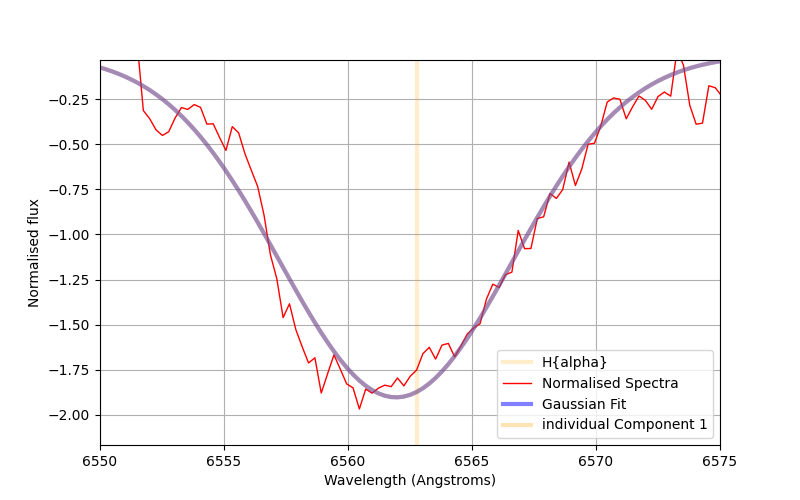 −0.25
−0.50
−0.75
−1.00
−1.25
−1.50
−1.75
−2.00
Normalised flux
6550 6555 6560 6565 6570 6575
Wavelength (Angstroms)
H{alpha}
Normalised Spectra
Gaussian Fit
individual Component 1